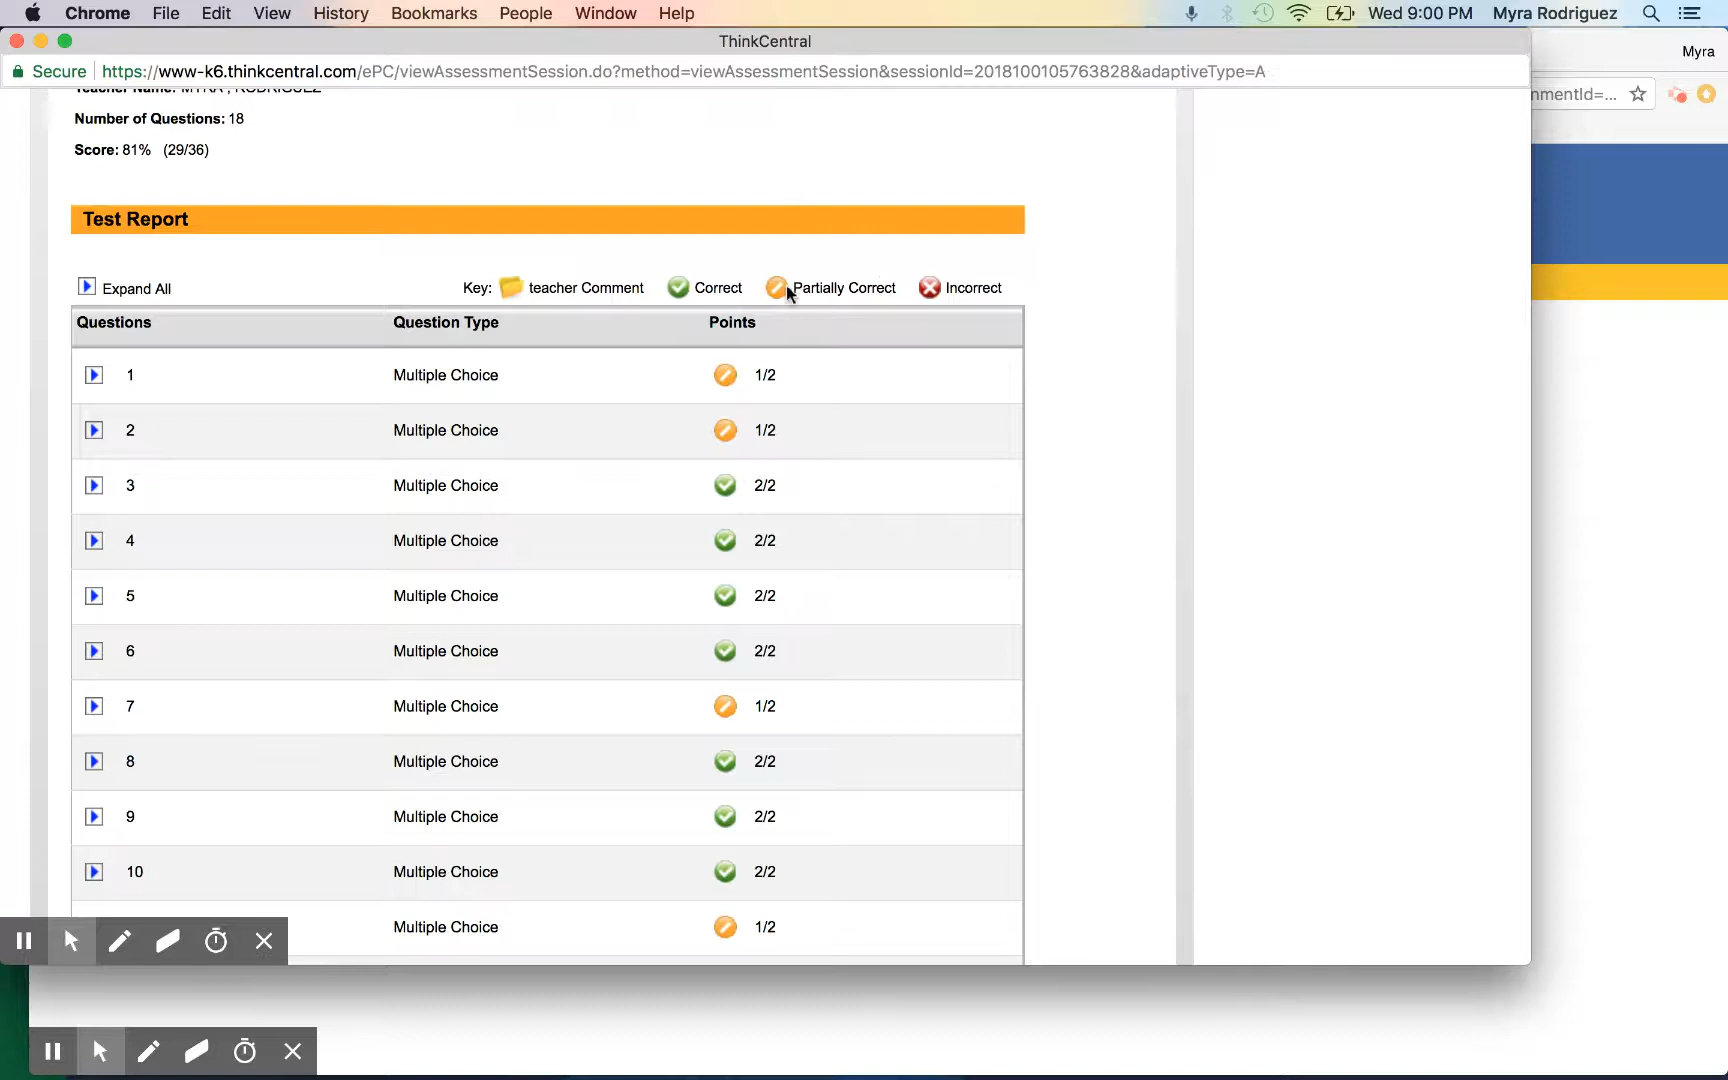 Chrome File Edit View History Bookmarks People Window Help Wed 9:00 PM Myra Rodriguez
ThinkCentral
Myra
Secure https://www-k6.thinkcentral.com/ePC/viewAssessmentSession.do?method=viewAssessmentSession&sessionId=2018100105763828&adaptiveType=A
nmentId=...
Teacher Name: MYRA , RODRIGUEZ
Number of Questions: 18
Score: 81% (29/36)
Test Report
Expand All Key: teacher Comment Correct Partially Correct Incorrect
Questions Question Type Points
1 Multiple Choice 1/2
2 Multiple Choice 1/2
3 Multiple Choice 2/2
4 Multiple Choice 2/2
5 Multiple Choice 2/2
6 Multiple Choice 2/2
7 Multiple Choice 1/2
8 Multiple Choice 2/2
9 Multiple Choice 2/2
10 Multiple Choice 2/2
Multiple Choice 1/2